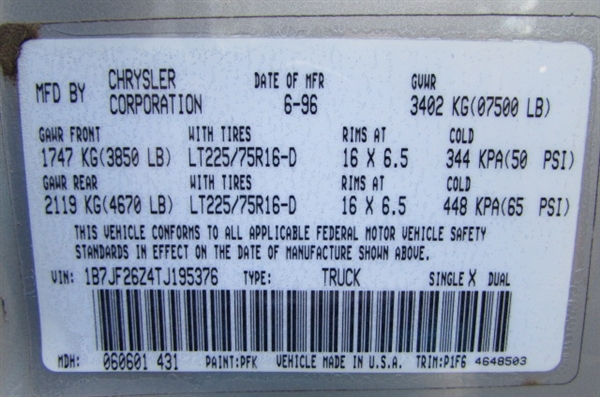 MFD BY CHRYSLER CORPORATION DATE OF MFR 6-96 GVWR 3402 KG(07500 LB)
GAWR FRONT WITH TIRES RIMS AT COLD
1747 KG(3850 LB) LT225/75R16-D 16 X 6.5 344 KPA(50 PSI)
GAWR REAR WITH TIRES RIMS AT COLD
2119 KG(4670 LB) LT225/75R16-D 16 X 6.5 448 KPA(65 PSI)
THIS VEHICLE CONFORMS TO ALL APPLICABLE FEDERAL MOTOR VEHICLE SAFETY
STANDARDS IN EFFECT ON THE DATE OF MANUFACTURE SHOWN ABOVE.
VIN: 1B7JF26Z4TJ195376 TYPE: TRUCK SINGLE X DUAL
MDH: 060601 431 PAINT:PFK VEHICLE MADE IN U.S.A. TRIM:P1F6 4648503